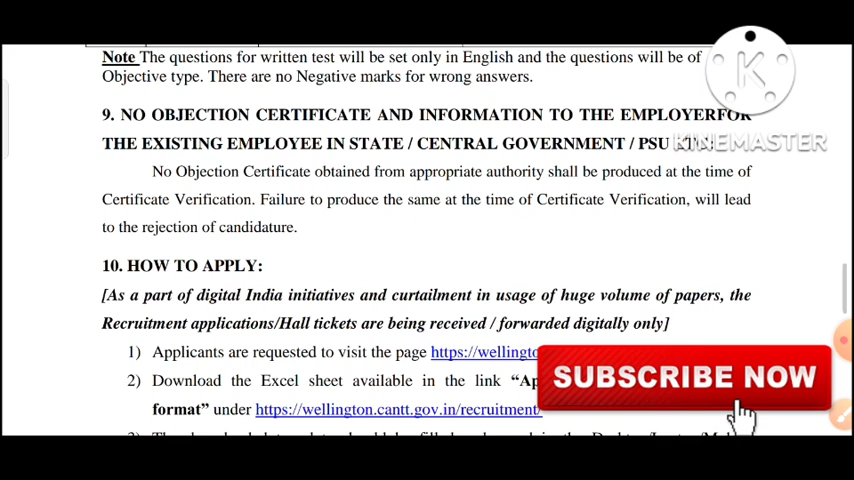 Note The questions for written test will be set only in English and the questions will be of
Objective type. There are no Negative marks for wrong answers.
K
9. NO OBJECTION CERTIFICATE AND INFORMATION TO THE EMPLOYERFOR
THE EXISTING EMPLOYEE IN STATE / CENTRAL GOVERNMENT / PSU
KINEMASTER
No Objection Certificate obtained from appropriate authority shall be produced at the time of
Certificate Verification. Failure to produce the same at the time of Certificate Verification, will lead
to the rejection of candidature.
10. HOW TO APPLY:
[As a part of digital India initiatives and curtailment in usage of huge volume of papers, the
Recruitment applications/Hall tickets are being received / forwarded digitally only]
1) Applicants are requested to visit the page https://wellingto
2) Download the Excel sheet available in the link “Ap
format” under https://wellington.cantt.gov.in/recruitment/
SUBSCRIBE NOW